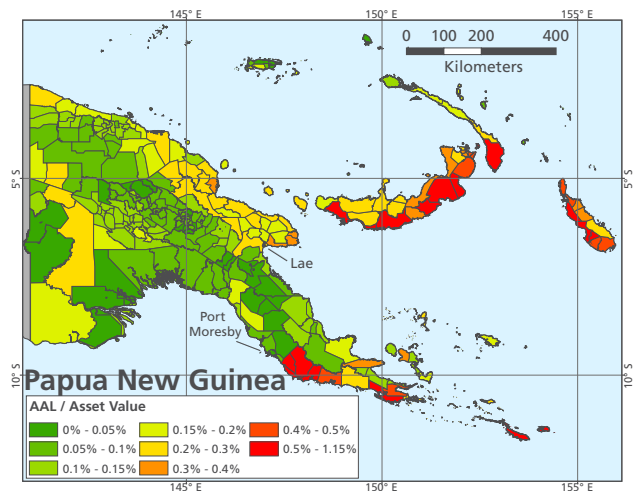 145° E 150° E 155° E
0 100 200 400
Kilometers
5°S 5°S
Lae
Port
Moresby
10°S 10°S
Papua New Guinea
AAL / Asset Value
0% - 0.05% 0.15% - 0.2% 0.4% - 0.5%
0.05% - 0.1% 0.2% - 0.3% 0.5% - 1.15%
0.1% - 0.15% 0.3% - 0.4%
145° E 150° E 155° E